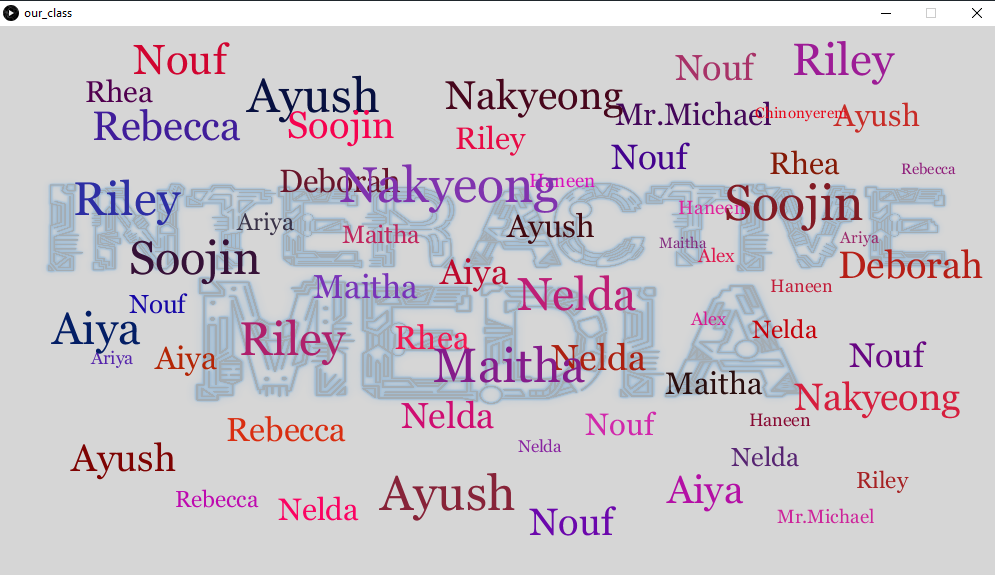 our_class
Nouf
Nouf
Riley
Rhea
Ayush
Nakyeong
Mr.Michael
Chinonyerem
Ayush
Rebecca
Soojin
Riley
Nouf
Rhea
Rebecca
Deborah
Nakyeong
Haneen
Riley
Haneen
Soojin
Ariya
Maitha
Ayush
Maitha
Ariya
INTERACTIVE
Soojin
Alex
Deborah
Aiya
Maitha
Nelda
Haneen
Nouf
Alex
Aiya
Riley
Rhea
Nelda
Ariya
Aiya
Maitha
Nelda
Nouf
MEDIA
Maitha
Nakyeong
Nelda
Haneen
Rebecca
Nouf
Nelda
Ayush
Nelda
Riley
Rebecca
Nelda
Ayush
Aiya
Nouf
Mr.Michael